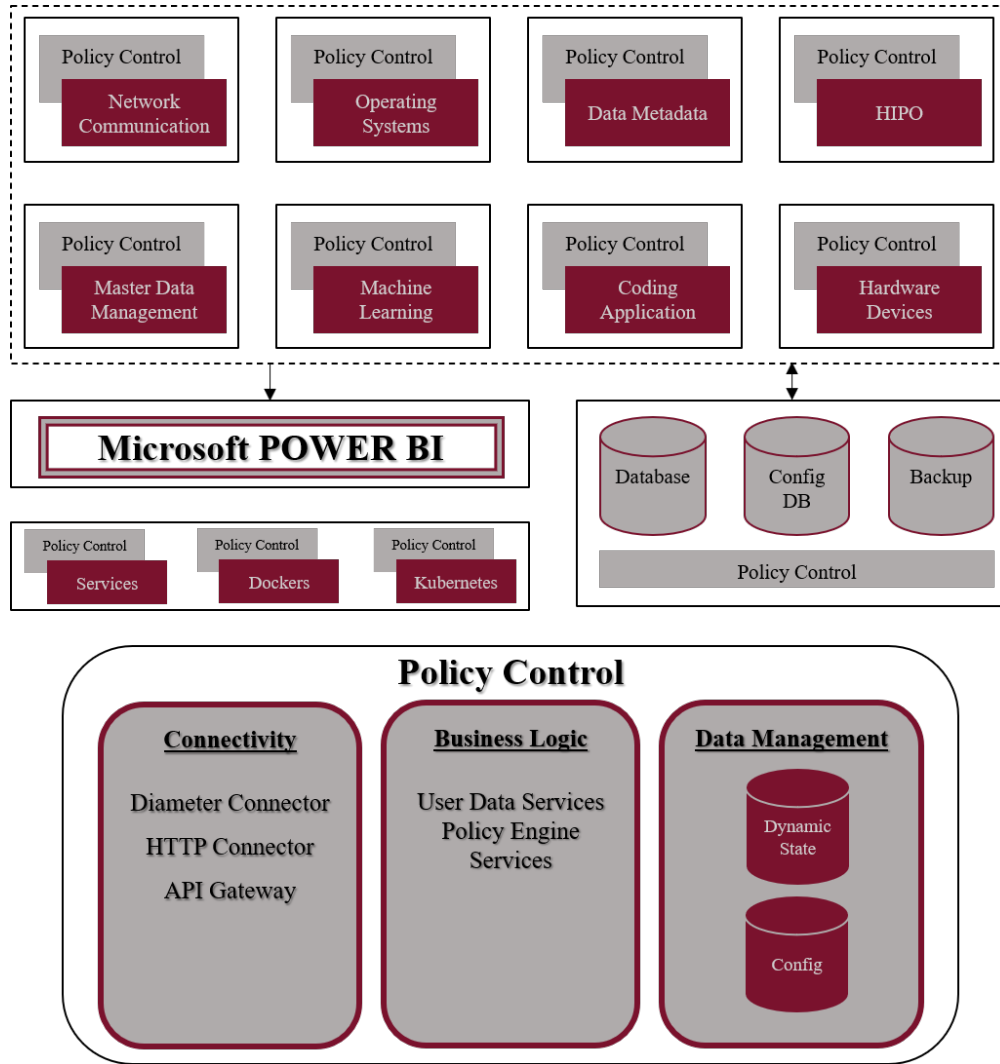 Policy Control
Network
Communication
Policy Control
Operating
Systems
Policy Control
Data Metadata
Policy Control
HIPO
Policy Control
Master Data
Management
Policy Control
Machine
Learning
Policy Control
Coding
Application
Policy Control
Hardware
Devices
Microsoft POWER BI
Database
Config
DB
Backup
Policy Control
Policy Control
Services
Policy Control
Dockers
Policy Control
Kubernetes
Policy Control
Connectivity
Diameter Connector
HTTP Connector
API Gateway
Business Logic
User Data Services
Policy Engine
Services
Data Management
Dynamic
State
Config